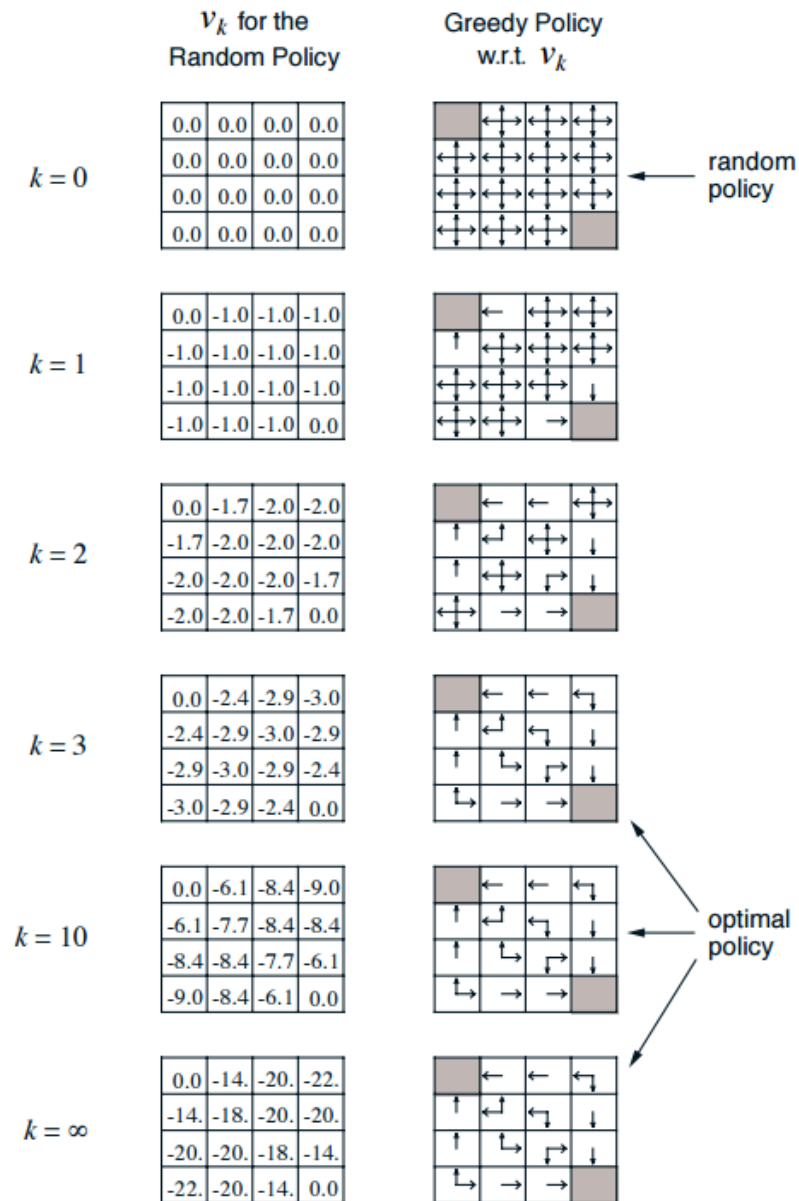 v_k for the Random Policy
Greedy Policy w.r.t. v_k
k = 0
0.0 0.0 0.0 0.0
0.0 0.0 0.0 0.0
0.0 0.0 0.0 0.0
0.0 0.0 0.0 0.0
random policy
k = 1
0.0 -1.0 -1.0 -1.0
-1.0 -1.0 -1.0 -1.0
-1.0 -1.0 -1.0 -1.0
-1.0 -1.0 -1.0 0.0
k = 2
0.0 -1.7 -2.0 -2.0
-1.7 -2.0 -2.0 -2.0
-2.0 -2.0 -2.0 -1.7
-2.0 -2.0 -1.7 0.0
k = 3
0.0 -2.4 -2.9 -3.0
-2.4 -2.9 -3.0 -2.9
-2.9 -3.0 -2.9 -2.4
-3.0 -2.9 -2.4 0.0
k = 10
0.0 -6.1 -8.4 -9.0
-6.1 -7.7 -8.4 -8.4
-8.4 -8.4 -7.7 -6.1
-9.0 -8.4 -6.1 0.0
optimal policy
k = ∞
0.0 -14. -20. -22.
-14. -18. -20. -20.
-20. -20. -18. -14.
-22. -20. -14. 0.0